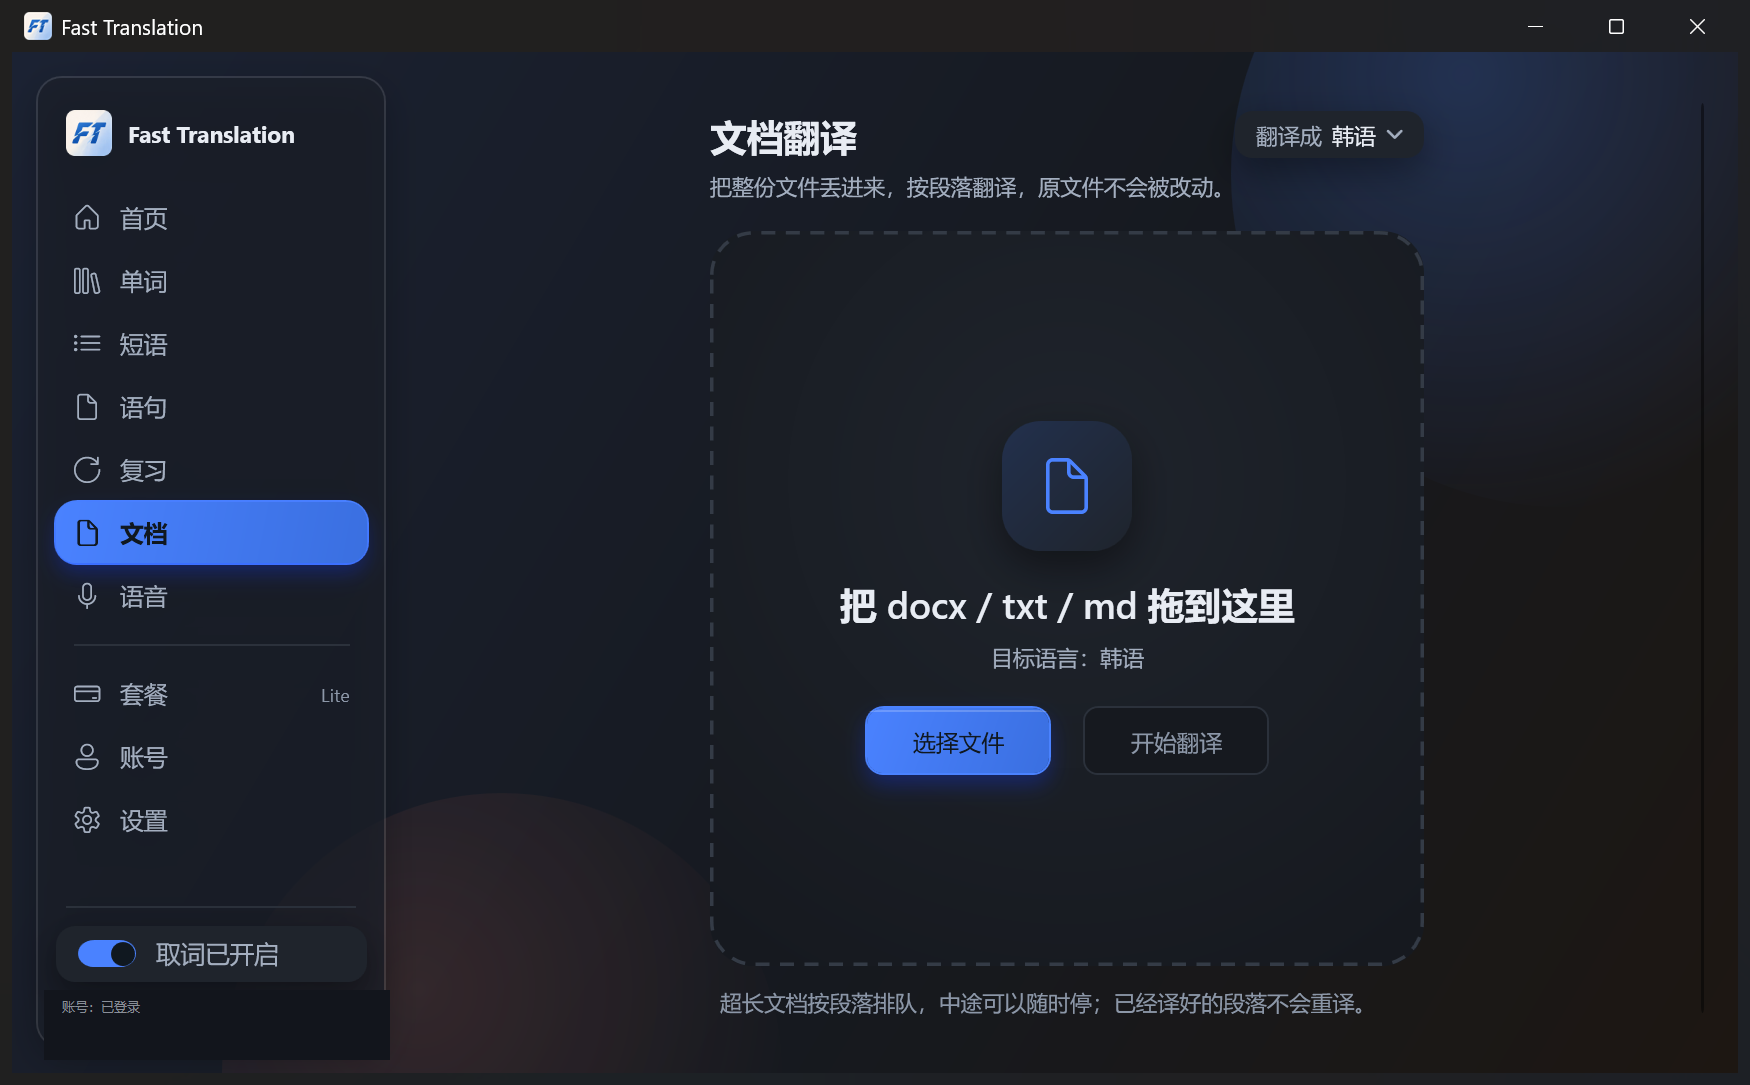 FT Fast Translation
FT Fast Translation
首页
单词
短语
语句
复习
文档
语音
套餐 Lite
账号
设置
取词已开启
账号：已登录
文档翻译
翻译成 韩语
把整份文件丢进来，按段落翻译，原文件不会被改动。
把 docx / txt / md 拖到这里
目标语言：韩语
选择文件 开始翻译
超长文档按段落排队，中途可以随时停；已经译好的段落不会重译。